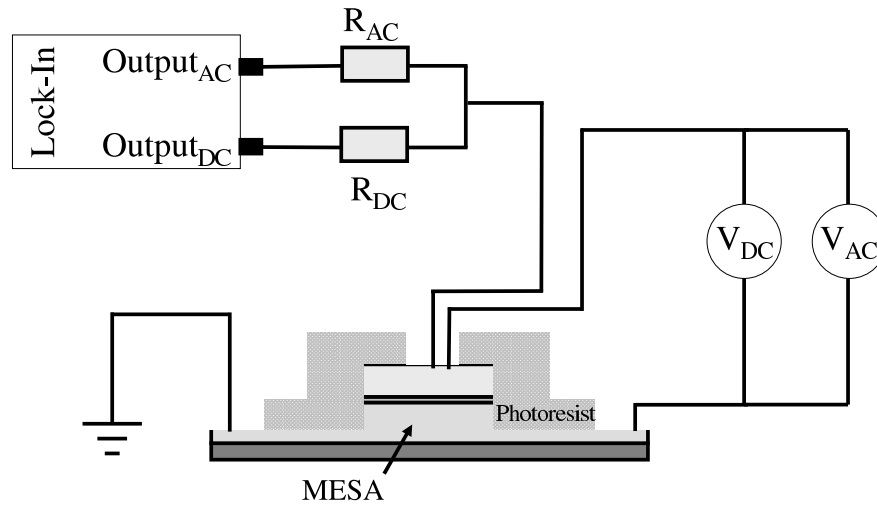 R_AC
Lock-In
Output_AC
Output_DC
R_DC
V_DC
V_AC
Photoresist
MESA